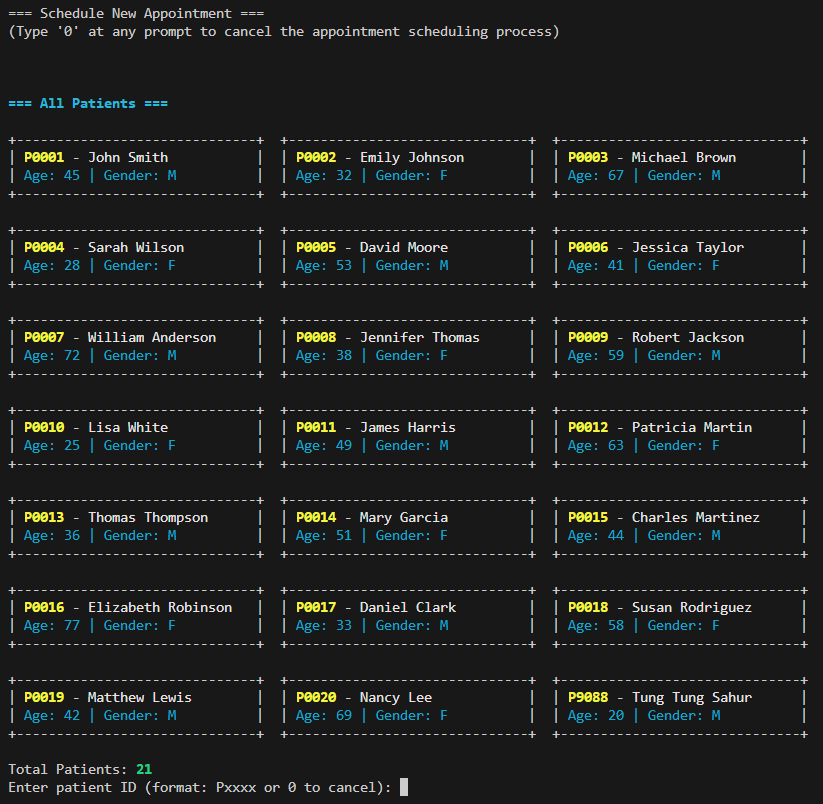 === Schedule New Appointment ===
(Type '0' at any prompt to cancel the appointment scheduling process)
=== All Patients ===
+------------------------------+  +------------------------------+  +------------------------------+
| P0001 - John Smith           |  | P0002 - Emily Johnson        |  | P0003 - Michael Brown        |
| Age: 45 | Gender: M          |  | Age: 32 | Gender: F          |  | Age: 67 | Gender: M          |
+------------------------------+  +------------------------------+  +------------------------------+
+------------------------------+  +------------------------------+  +------------------------------+
| P0004 - Sarah Wilson         |  | P0005 - David Moore          |  | P0006 - Jessica Taylor       |
| Age: 28 | Gender: F          |  | Age: 53 | Gender: M          |  | Age: 41 | Gender: F          |
+------------------------------+  +------------------------------+  +------------------------------+
+------------------------------+  +------------------------------+  +------------------------------+
| P0007 - William Anderson     |  | P0008 - Jennifer Thomas      |  | P0009 - Robert Jackson       |
| Age: 72 | Gender: M          |  | Age: 38 | Gender: F          |  | Age: 59 | Gender: M          |
+------------------------------+  +------------------------------+  +------------------------------+
+------------------------------+  +------------------------------+  +------------------------------+
| P0010 - Lisa White           |  | P0011 - James Harris         |  | P0012 - Patricia Martin      |
| Age: 25 | Gender: F          |  | Age: 49 | Gender: M          |  | Age: 63 | Gender: F          |
+------------------------------+  +------------------------------+  +------------------------------+
+------------------------------+  +------------------------------+  +------------------------------+
| P0013 - Thomas Thompson      |  | P0014 - Mary Garcia          |  | P0015 - Charles Martinez     |
| Age: 36 | Gender: M          |  | Age: 51 | Gender: F          |  | Age: 44 | Gender: M          |
+------------------------------+  +------------------------------+  +------------------------------+
+------------------------------+  +------------------------------+  +------------------------------+
| P0016 - Elizabeth Robinson   |  | P0017 - Daniel Clark         |  | P0018 - Susan Rodriguez      |
| Age: 77 | Gender: F          |  | Age: 33 | Gender: M          |  | Age: 58 | Gender: F          |
+------------------------------+  +------------------------------+  +------------------------------+
+------------------------------+  +------------------------------+  +------------------------------+
| P0019 - Matthew Lewis        |  | P0020 - Nancy Lee            |  | P9088 - Tung Tung Sahur      |
| Age: 42 | Gender: M          |  | Age: 69 | Gender: F          |  | Age: 20 | Gender: M          |
+------------------------------+  +------------------------------+  +------------------------------+
Total Patients: 21
Enter patient ID (format: Pxxxx or 0 to cancel):